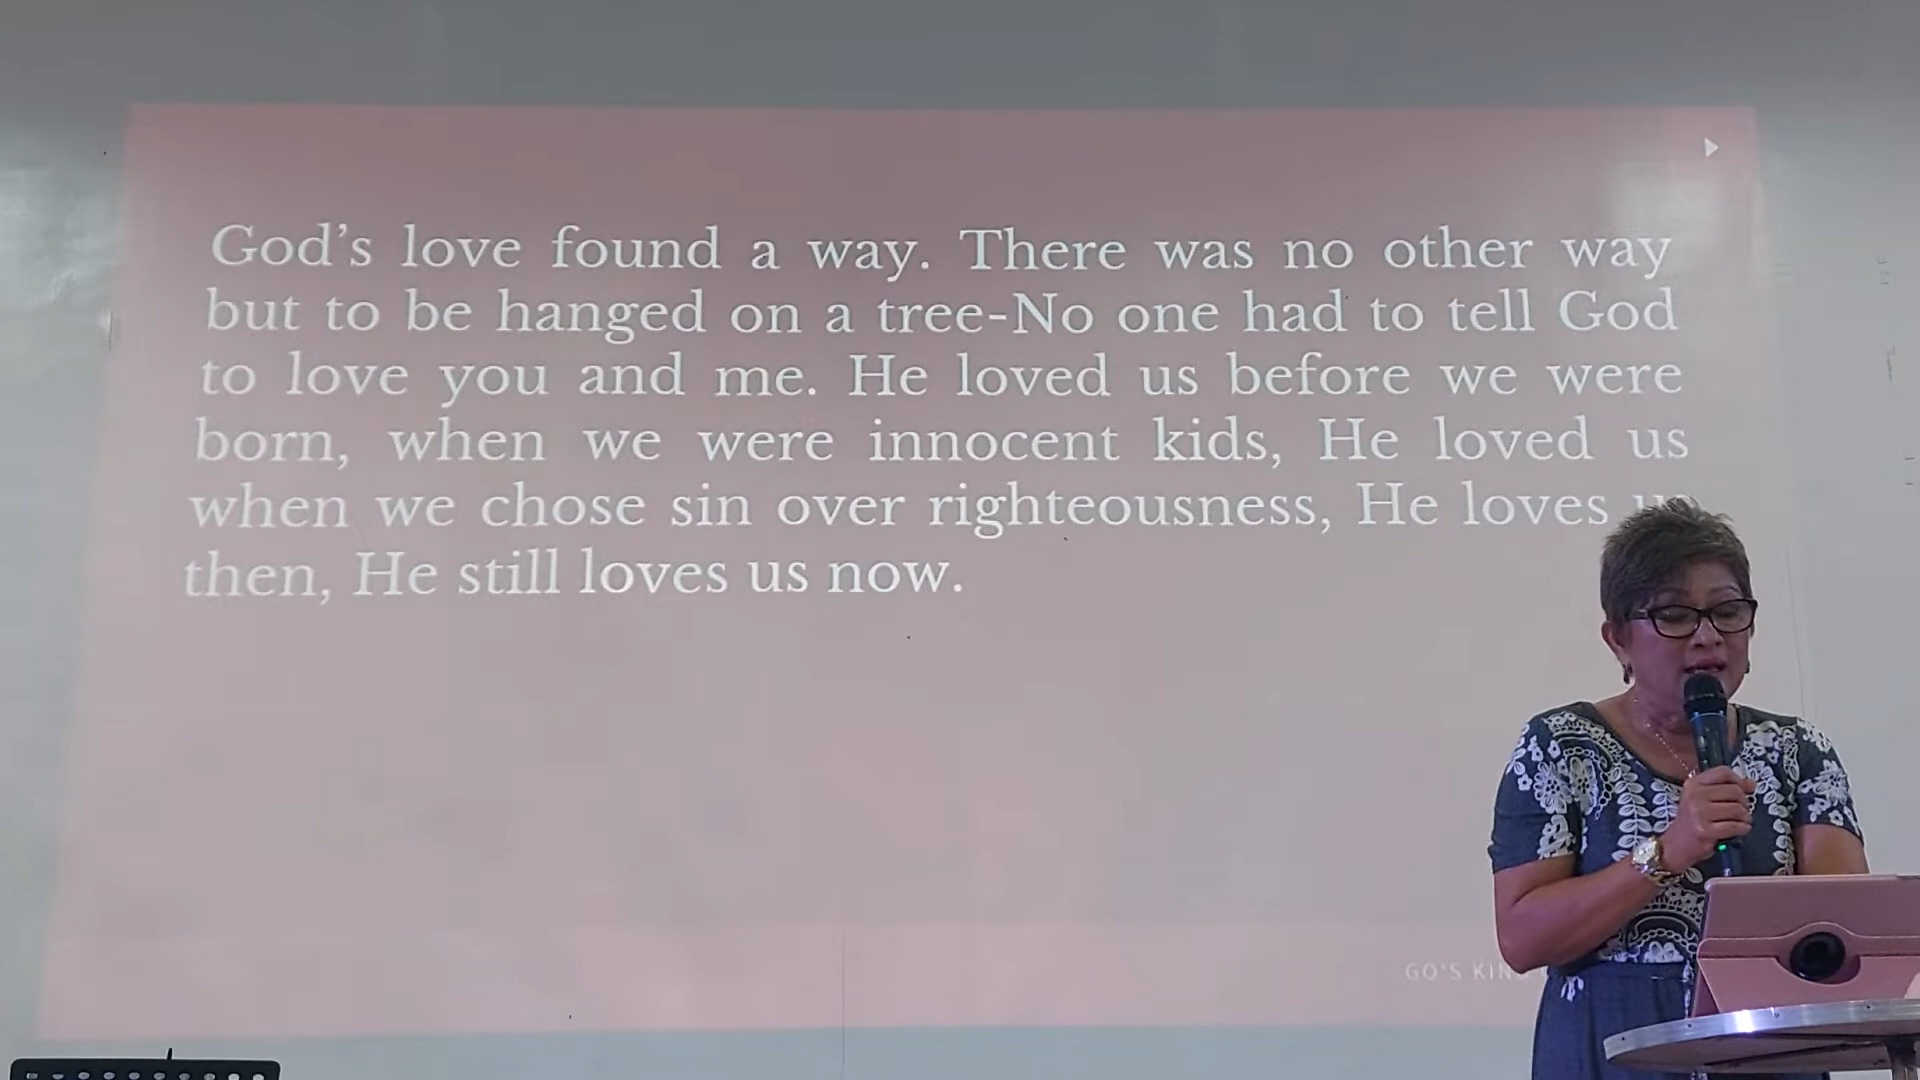 God’s love found a way. There was no other way
but to be hanged on a tree-No one had to tell God
to love you and me. He loved us before we were
born, when we were innocent kids, He loved us
when we chose sin over righteousness, He loves us
then, He still loves us now.
GO'S